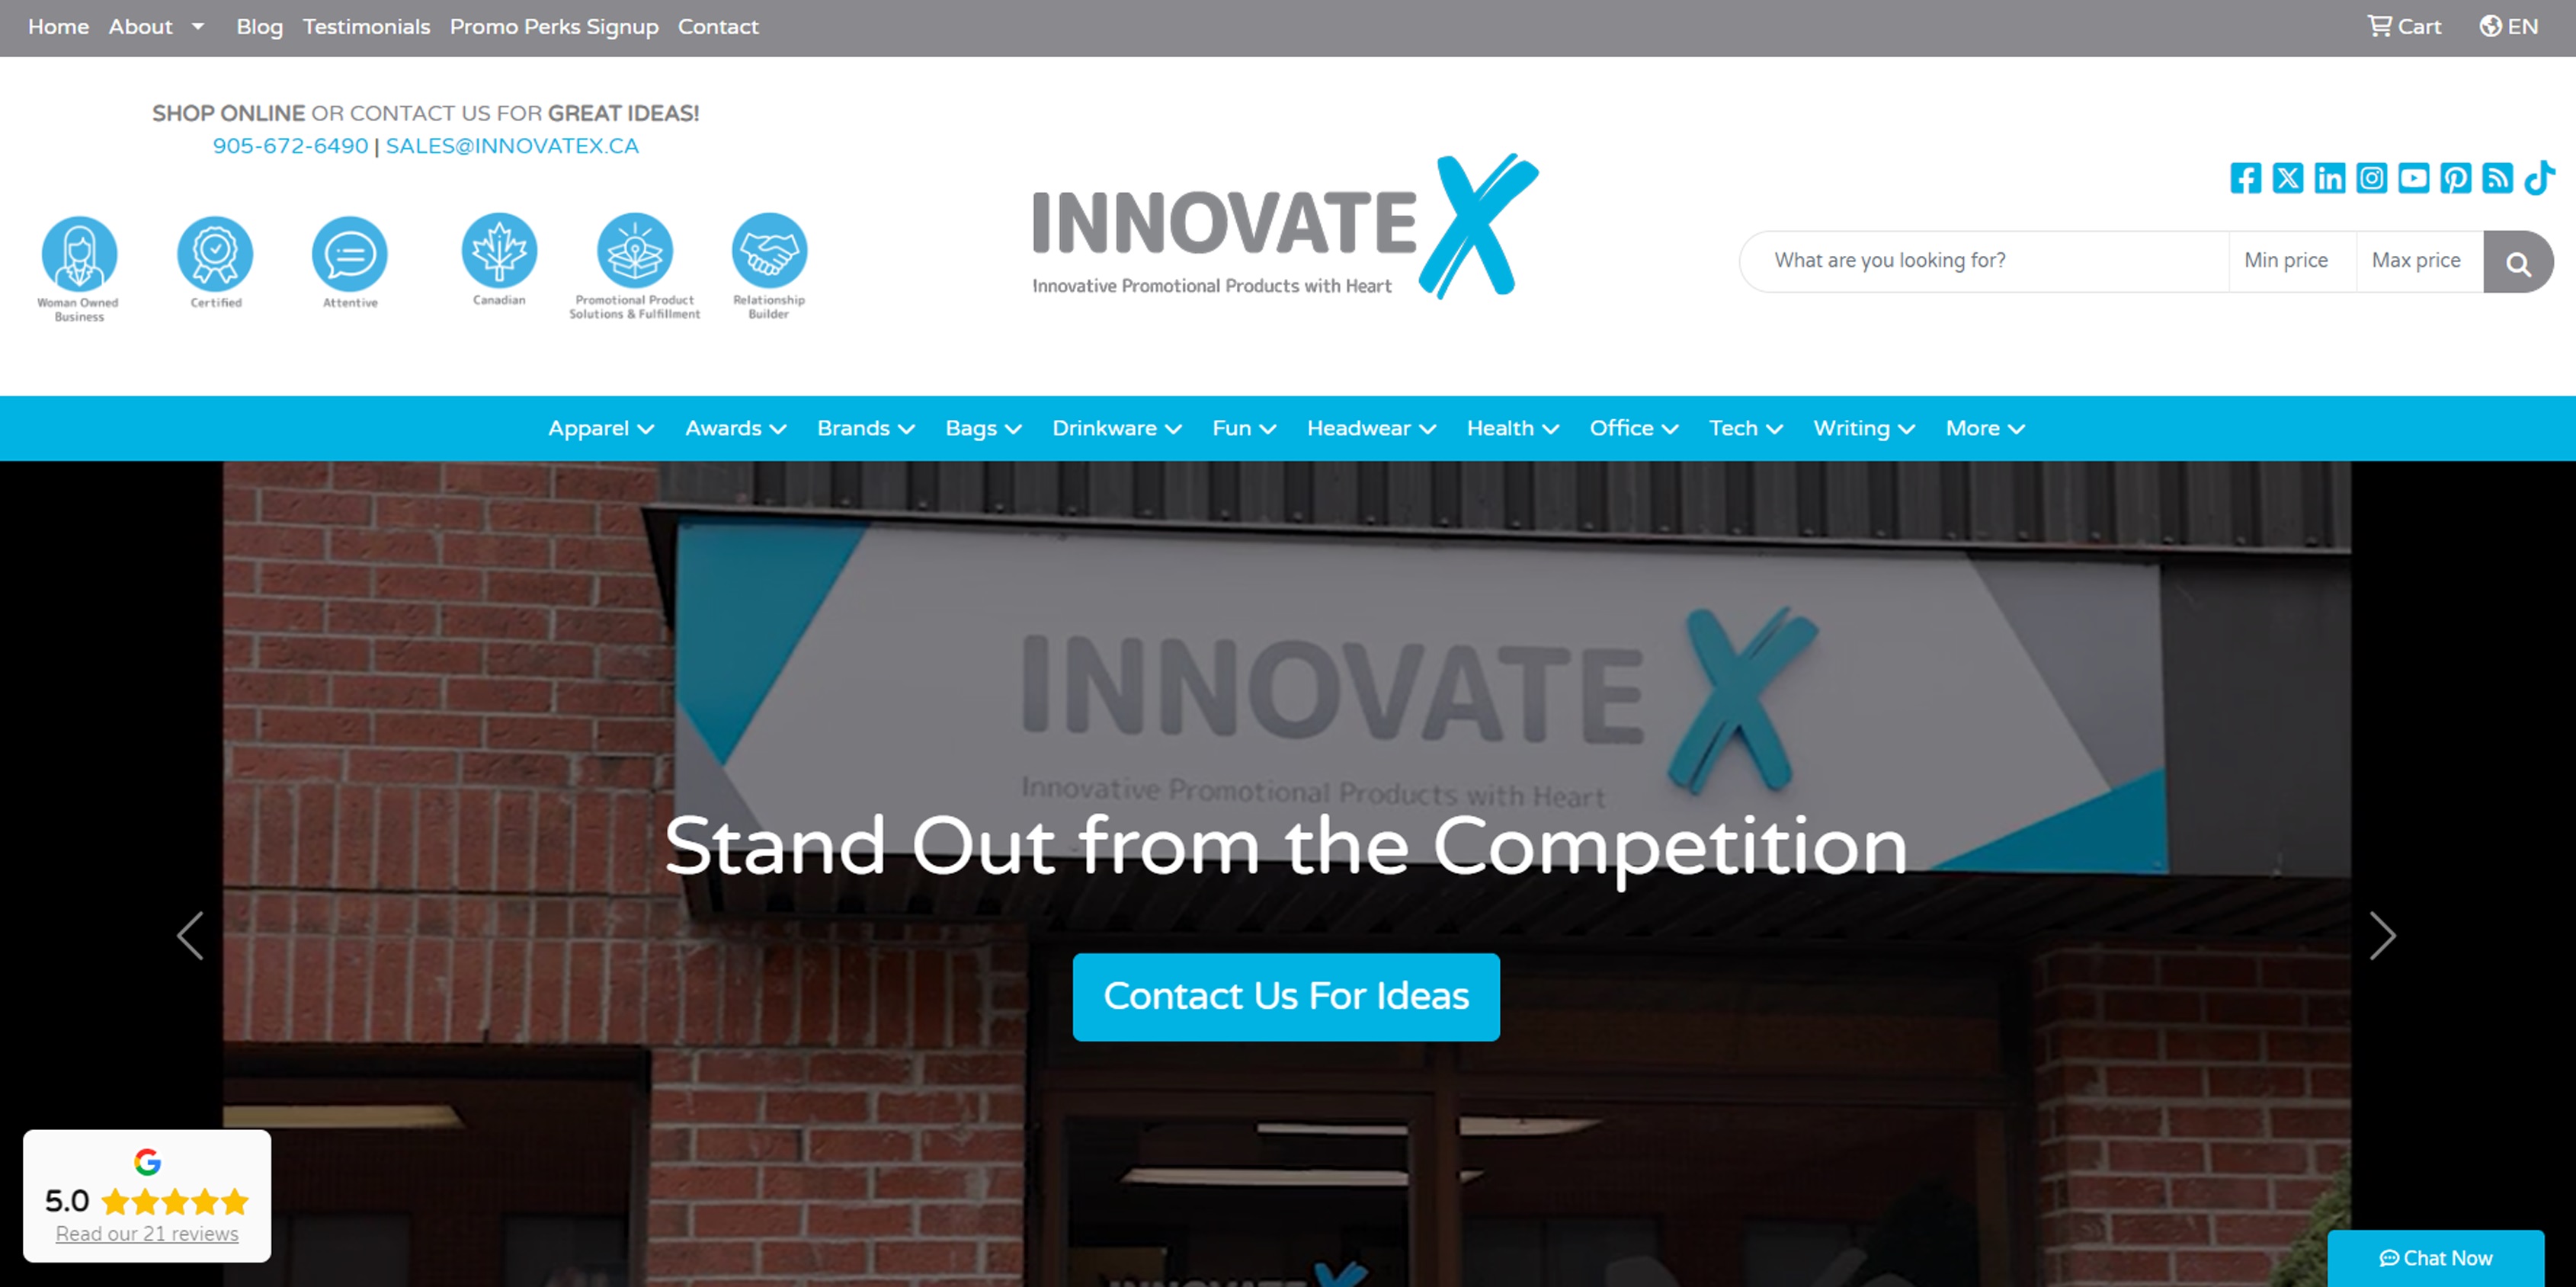 Home About Blog Testimonials Promo Perks Signup Contact Cart EN
SHOP ONLINE OR CONTACT US FOR GREAT IDEAS!
905-672-6490 | SALES@INNOVATEX.CA
Woman Owned
Business
Certified
Attentive
Canadian
Promotional Product
Solutions & Fulfillment
Relationship
Builder
INNOVATEX
Innovative Promotional Products with Heart
What are you looking for? Min price Max price
Apparel Awards Brands Bags Drinkware Fun Headwear Health Office Tech Writing More
INNOVATEX
Innovative Promotional Products with Heart
Stand Out from the Competition
Contact Us For Ideas
5.0
Read our 21 reviews
Chat Now